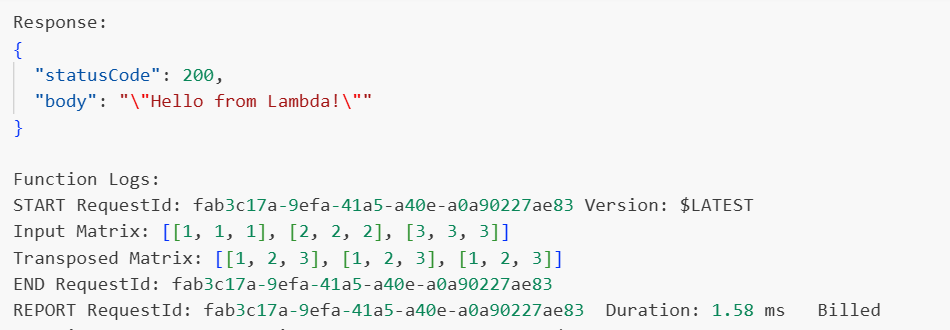 Response:
{
"statusCode": 200,
"body": "\"Hello from Lambda!\""
}
Function Logs:
START RequestId: fab3c17a-9efa-41a5-a40e-a0a90227ae83 Version: $LATEST
Input Matrix: [[1, 1, 1], [2, 2, 2], [3, 3, 3]]
Transposed Matrix: [[1, 2, 3], [1, 2, 3], [1, 2, 3]]
END RequestId: fab3c17a-9efa-41a5-a40e-a0a90227ae83
REPORT RequestId: fab3c17a-9efa-41a5-a40e-a0a90227ae83 Duration: 1.58 ms Billed